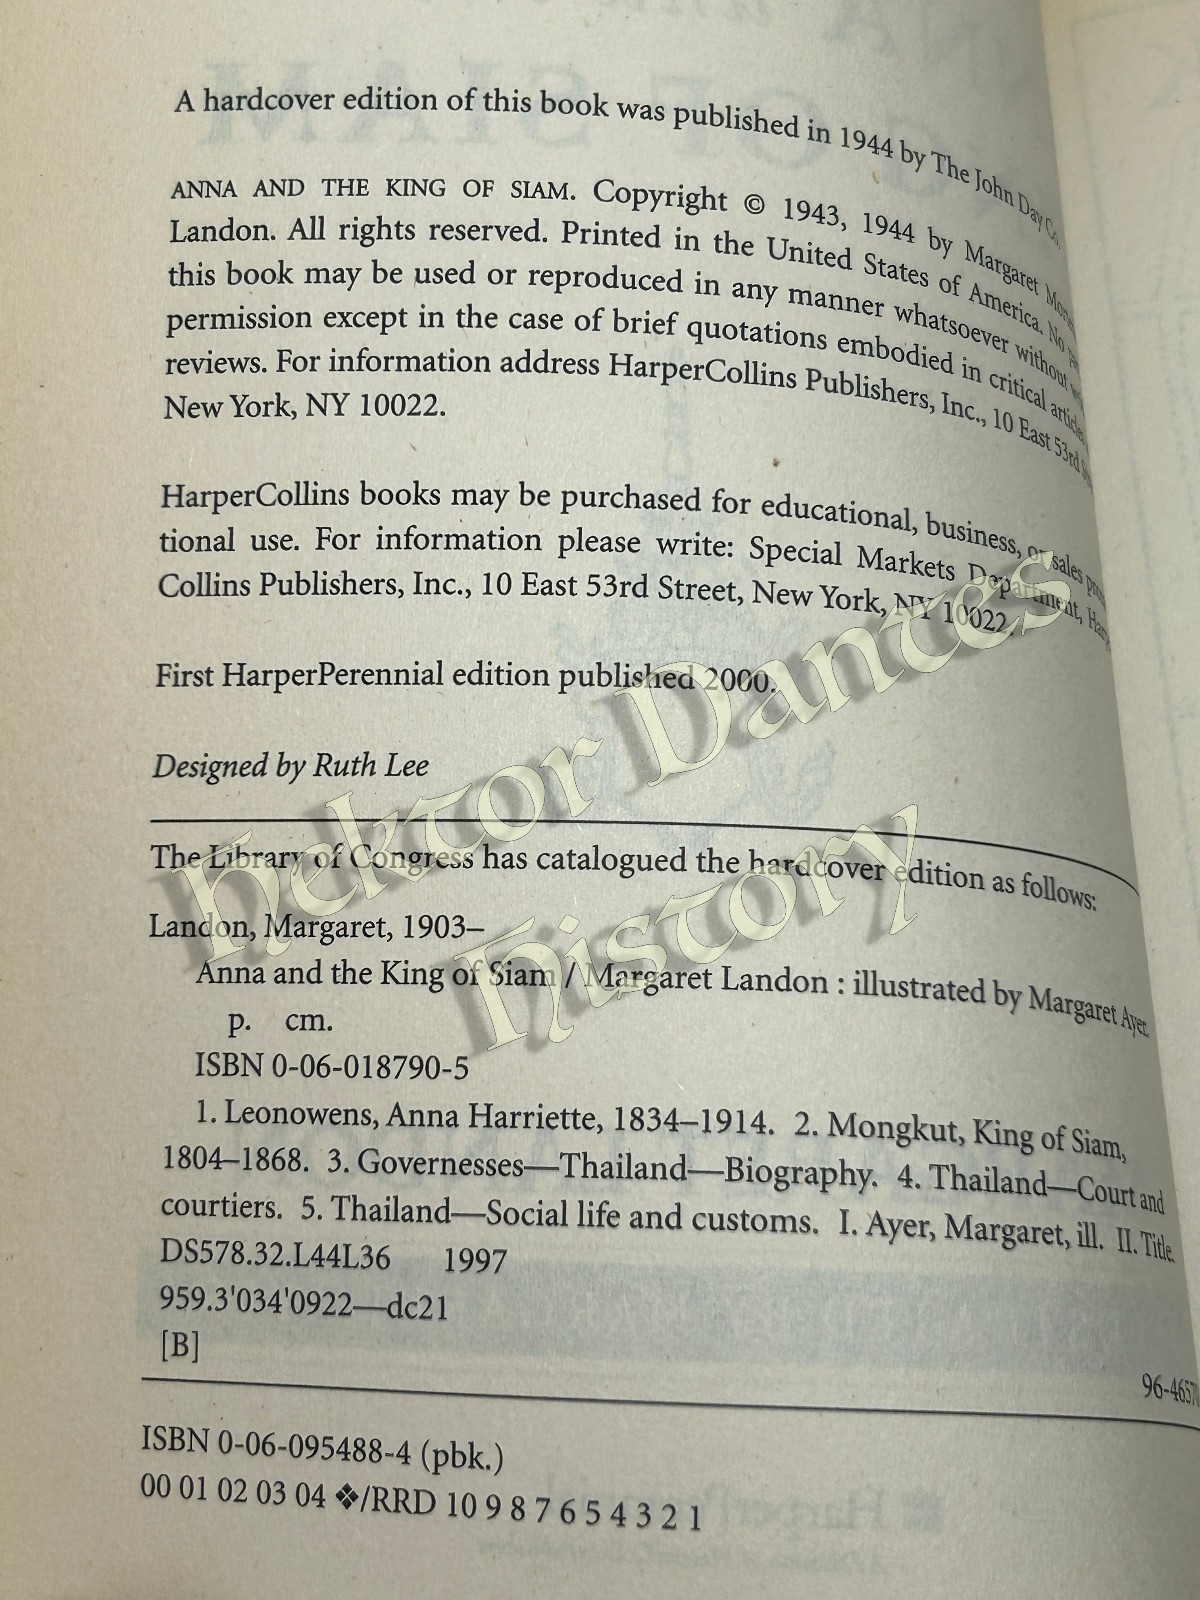 A hardcover edition of this book was published in 1944 by The John Day Co.
ANNA AND THE KING OF SIAM. Copyright © 1943, 1944 by Margaret
Landon. All rights reserved. Printed in the United States of America. No
this book may be used or reproduced in any manner whatsoever without
permission except in the case of brief quotations embodied in critical
reviews. For information address HarperCollins Publishers, Inc., 10 East 53rd
New York, NY 10022.
HarperCollins books may be purchased for educational, business, or sales
tional use. For information please write: Special Markets Department,
Collins Publishers, Inc., 10 East 53rd Street, New York, NY 10022.
First HarperPerennial edition published 2000.
Designed by Ruth Lee
The Library of Congress has catalogued the hardcover edition as follows:
Landon, Margaret, 1903–
Anna and the King of Siam / Margaret Landon : illustrated by Margaret Ayer.
p. cm.
ISBN 0-06-018790-5
1. Leonowens, Anna Harriette, 1834–1914. 2. Mongkut, King of Siam,
1804–1868. 3. Governesses—Thailand—Biography. 4. Thailand—Court and
courtiers. 5. Thailand—Social life and customs. I. Ayer, Margaret, ill. II. Title.
DS578.32.L44L36 1997
959.3'034'0922—dc21
[B]
ISBN 0-06-095488-4 (pbk.)
00 01 02 03 04 ❖/RRD 10 9 8 7 6 5 4 3 2 1
Hektor Dantes
History